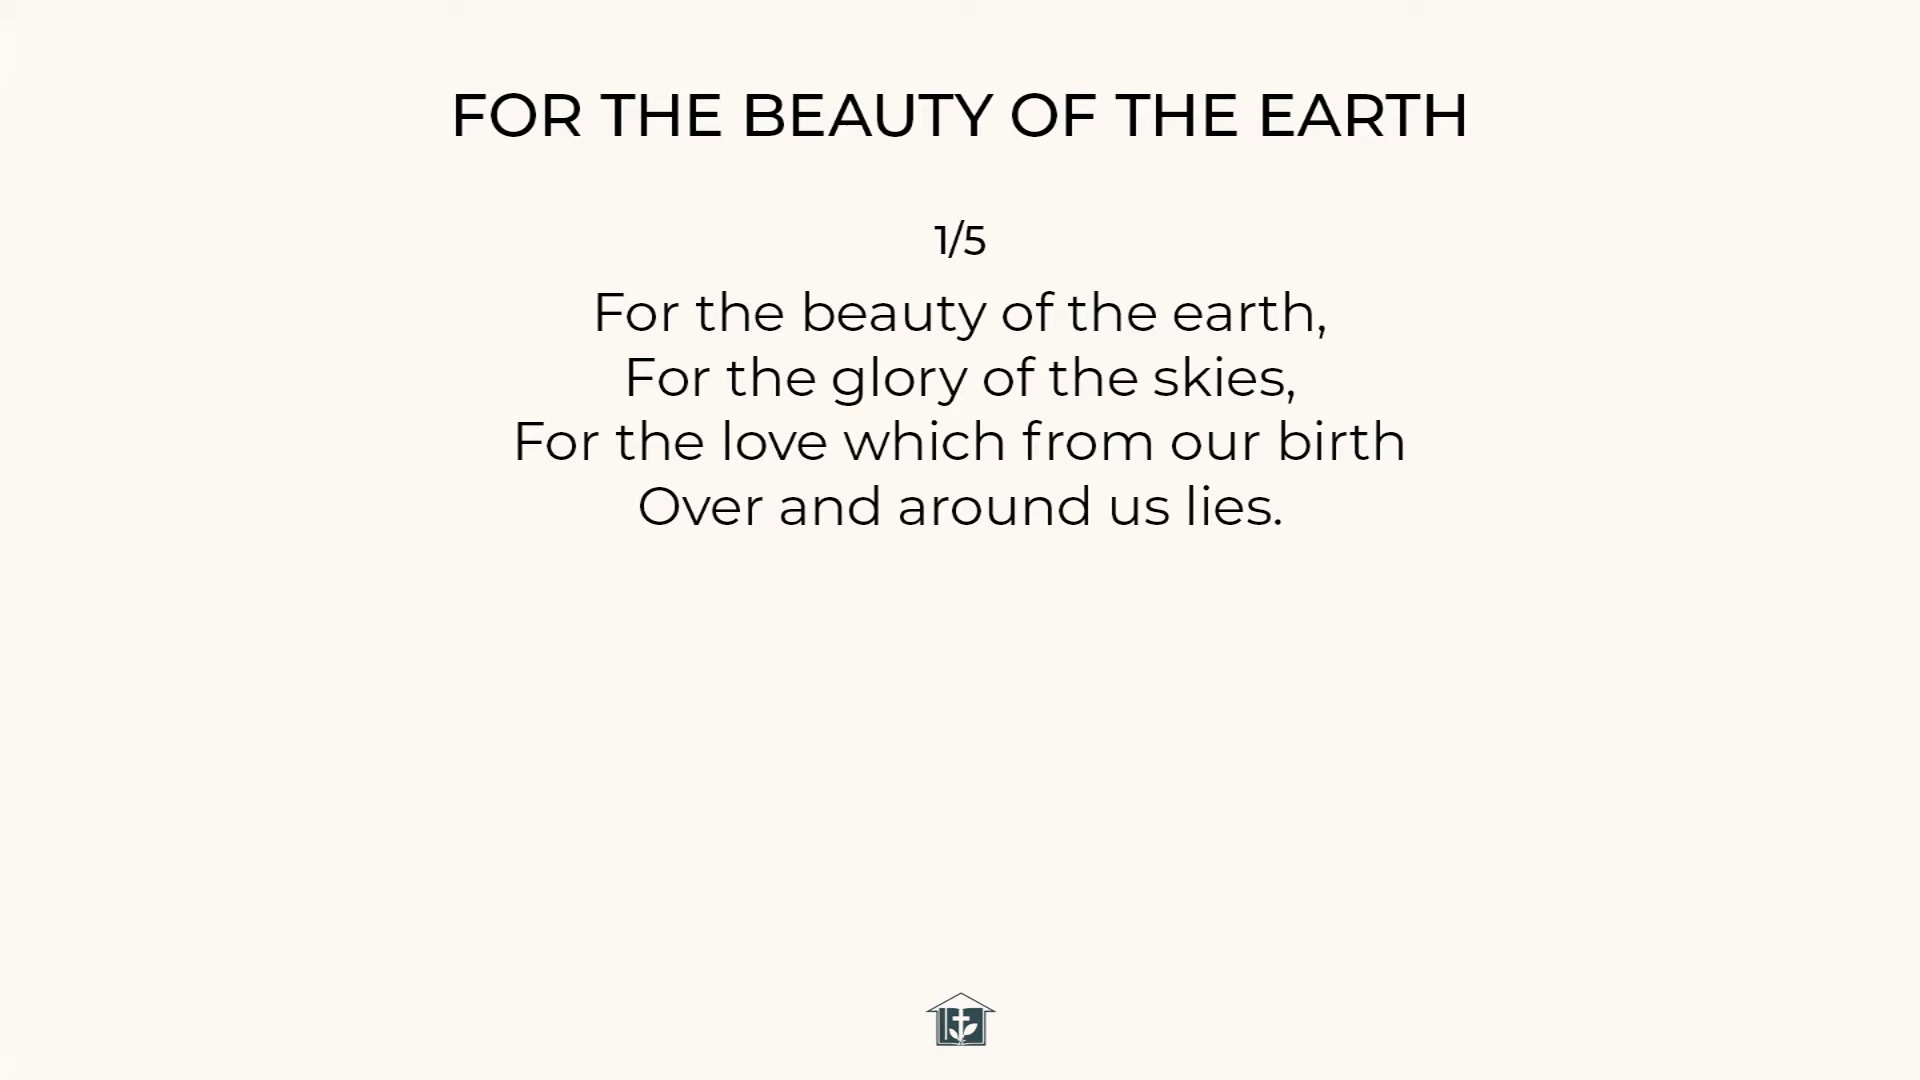 FOR THE BEAUTY OF THE EARTH
1/5
For the beauty of the earth,
For the glory of the skies,
For the love which from our birth
Over and around us lies.